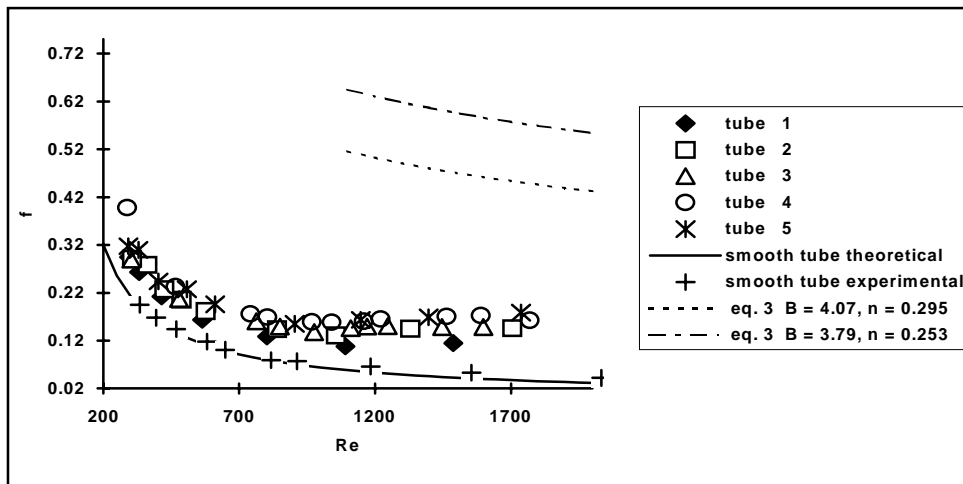 0.72
0.62
0.52
0.42
0.32
0.22
0.12
0.02
f
200 700 1200 1700
Re
tube 1
tube 2
tube 3
tube 4
tube 5
smooth tube theoretical
smooth tube experimental
eq. 3 B = 4.07, n = 0.295
eq. 3 B = 3.79, n = 0.253